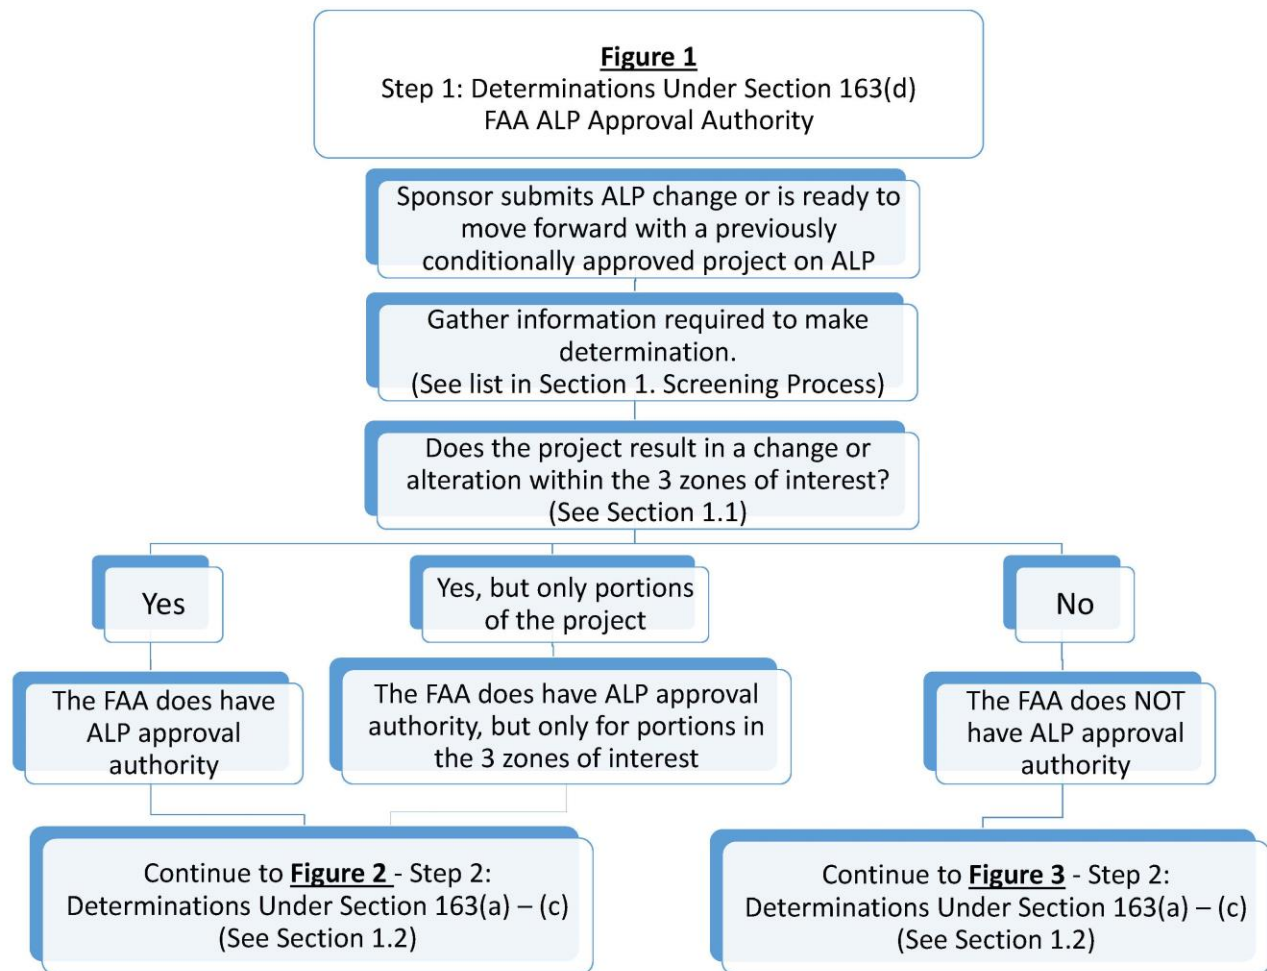 Figure 1
Step 1: Determinations Under Section 163(d)
FAA ALP Approval Authority
Sponsor submits ALP change or is ready to
move forward with a previously
conditionally approved project on ALP
Gather information required to make
determination.
(See list in Section 1. Screening Process)
Does the project result in a change or
alteration within the 3 zones of interest?
(See Section 1.1)
Yes
Yes, but only portions
of the project
No
The FAA does have
ALP approval
authority
The FAA does have ALP approval
authority, but only for portions in
the 3 zones of interest
The FAA does NOT
have ALP approval
authority
Continue to Figure 2 - Step 2:
Determinations Under Section 163(a) – (c)
(See Section 1.2)
Continue to Figure 3 - Step 2:
Determinations Under Section 163(a) – (c)
(See Section 1.2)